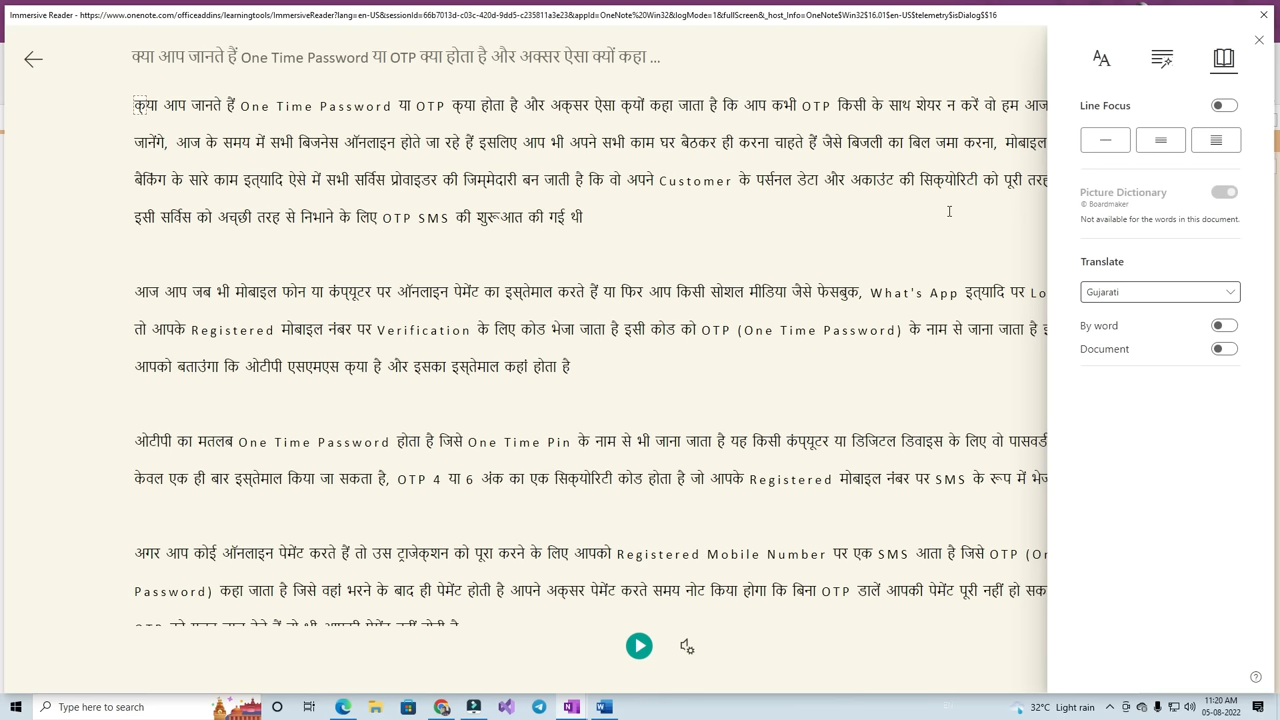 Immersive Reader - https://www.onenote.com/officeaddins/learningtools/ImmersiveReader?lang=en-US&sessionId=66b7013d-c03c-420d-9dd5-c235811a3e23&appId=OneNote%20Win32&logMode=1&fullScreen&_host_Info=OneNote$Win32$16.01$en-US$telemetry$isDialog$$16
क्या आप जानते हैं One Time Password या OTP क्या होता है और अक्सर ऐसा क्यों कहा ...
क्या आप जानते हैं One Time Password या OTP क्या होता है और अक्सर ऐसा क्यों कहा जाता है कि आप कभी OTP किसी के साथ शेयर न करें वो हम आज
जानेंगे, आज के समय में सभी बिजनेस ऑनलाइन होते जा रहे हैं इसलिए आप भी अपने सभी काम घर बैठकर ही करना चाहते हैं जैसे बिजली का बिल जमा करना, मोबाइल
बैकिंग के सारे काम इत्यादि ऐसे में सभी सर्विस प्रोवाइडर की जिम्मेदारी बन जाती है कि वो अपने Customer के पर्सनल डेटा और अकाउंट की सिक्योरिटी को पूरी तरह
इसी सर्विस को अच्छी तरह से निभाने के लिए OTP SMS की शुरूआत की गई थी
आज आप जब भी मोबाइल फोन या कंप्यूटर पर ऑनलाइन पेमेंट का इस्तेमाल करते हैं या फिर आप किसी सोशल मीडिया जैसे फेसबुक, What's App इत्यादि पर Lo
तो आपके Registered मोबाइल नंबर पर Verification के लिए कोड भेजा जाता है इसी कोड को OTP (One Time Password) के नाम से जाना जाता है
आपको बताउंगा कि ओटीपी एसएमएस क्या है और इसका इस्तेमाल कहां होता है
ओटीपी का मतलब One Time Password होता है जिसे One Time Pin के नाम से भी जाना जाता है यह किसी कंप्यूटर या डिजिटल डिवाइस के लिए वो पासवर्ड
केवल एक ही बार इस्तेमाल किया जा सकता है, OTP 4 या 6 अंक का एक सिक्योरिटी कोड होता है जो आपके Registered मोबाइल नंबर पर SMS के रूप में भेज
अगर आप कोई ऑनलाइन पेमेंट करते हैं तो उस ट्राजेक्शन को पूरा करने के लिए आपको Registered Mobile Number पर एक SMS आता है जिसे OTP (On
Password) कहा जाता है जिसे वहां भरने के बाद ही पेमेंट होती है आपने अक्सर पेमेंट करते समय नोट किया होगा कि बिना OTP डालें आपकी पेमेंट पूरी नहीं हो सक
Line Focus
Picture Dictionary
© Boardmaker
Not available for the words in this document.
Translate
Gujarati
By word
Document
Type here to search
32°C Light rain
11:20 AM
05-08-2022